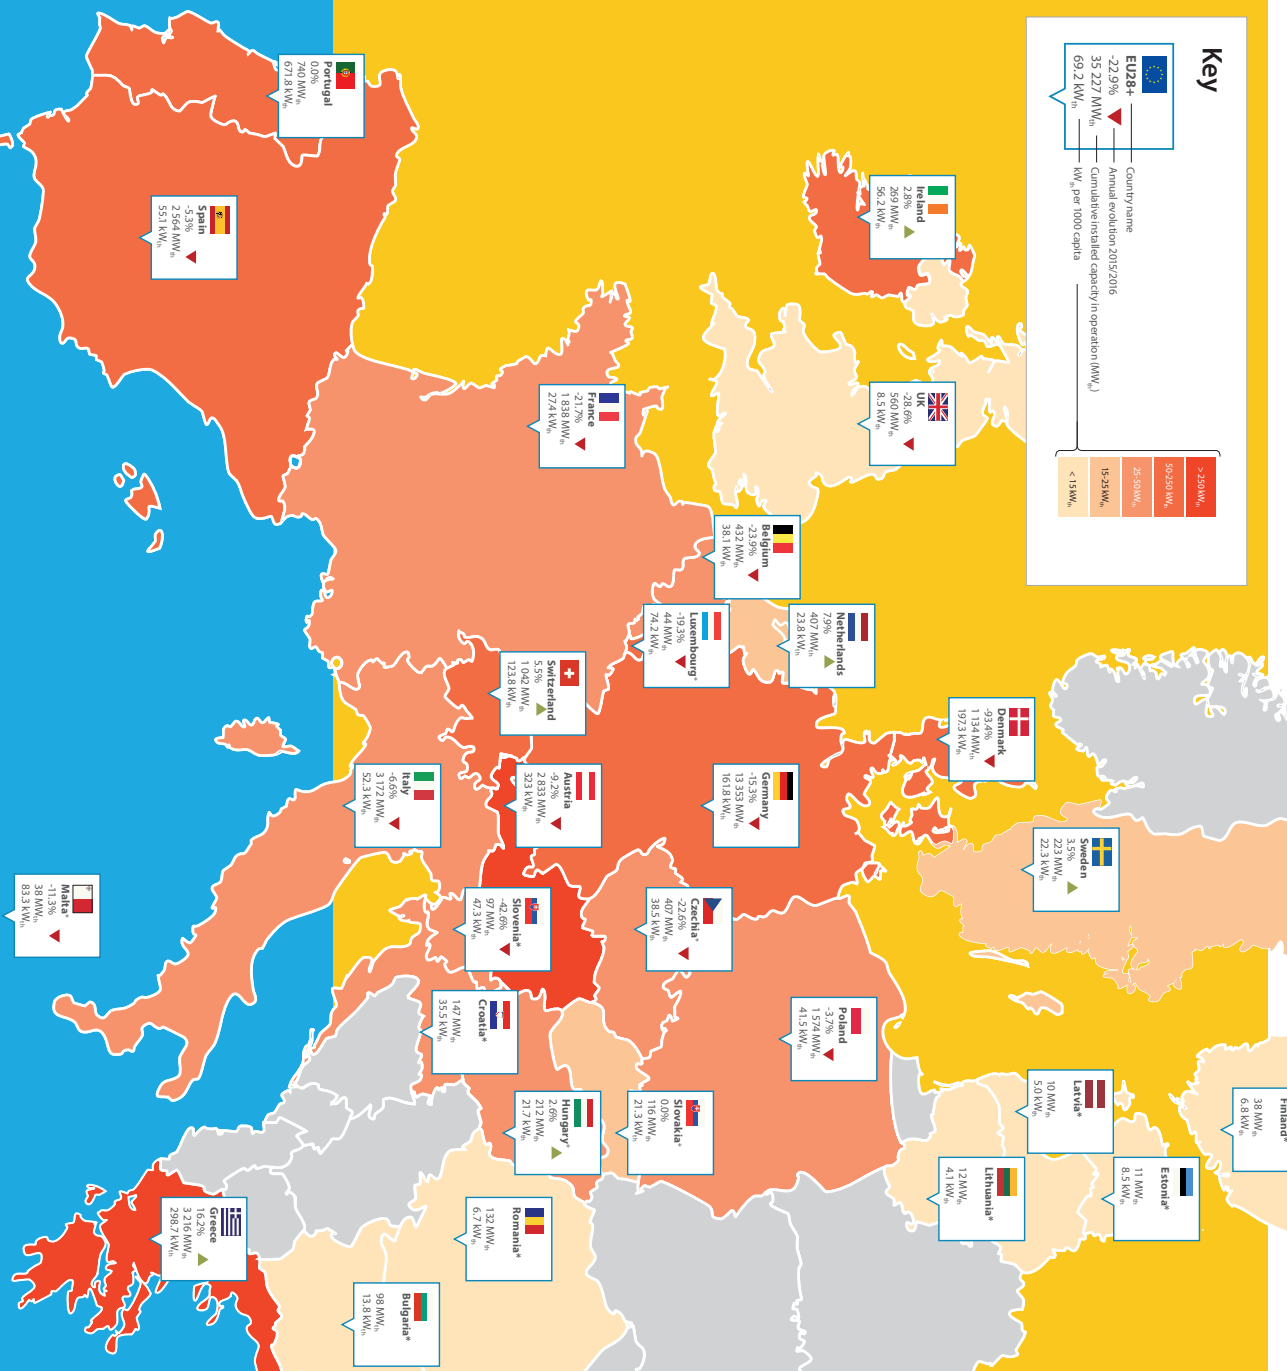 Key
EU28+
-22.9%
35 227 MWth
69.2 kWth
Country name
Annual evolution 2015/2016
Cumulative installed capacity in operation (MWth)
kWth per 1000 capita
> 250 kWth
50-250 kWth
25-50 kWth
15-25 kWth
< 15 kWth
Portugal
0.0%
740 MWth
671.8 kWth
Spain
-5.3%
2 564 MWth
55.1 kWth
Ireland
2.8%
269 MWth
56.2 kWth
UK
-28.6%
560 MWth
8.5 kWth
France
-21.7%
1 838 MWth
27.4 kWth
Belgium
-23.9%
432 MWth
38.1 kWth
Netherlands
7.9%
407 MWth
23.8 kWth
Luxembourg*
-19.3%
44 MWth
74.2 kWth
Switzerland
5.5%
1 042 MWth
123.8 kWth
Denmark
-93.4%
1 134 MWth
197.3 kWth
Germany
-15.3%
13 353 MWth
161.8 kWth
Austria
-9.2%
2 833 MWth
323 kWth
Italy
-6.6%
3 172 MWth
52.3 kWth
Sweden
3.5%
223 MWth
22.3 kWth
Malta*
-11.3%
38 MWth
83.3 kWth
Slovenia*
-42.6%
97 MWth
47.3 kWth
Czechia*
-22.6%
407 MWth
38.5 kWth
Croatia*
147 MWth
35.5 kWth
Poland
-3.7%
1 574 MWth
41.5 kWth
Hungary*
2.6%
212 MWth
21.7 kWth
Slovakia*
0.0%
116 MWth
21.3 kWth
Latvia*
10 MWth
5.0 kWth
Finland*
38 MWth
6.8 kWth
Estonia*
11 MWth
8.5 kWth
Lithuania*
12 MWth
4.1 kWth
Greece
16.2%
3 216 MWth
298.7 kWth
Romania*
132 MWth
6.7 kWth
Bulgaria*
98 MWth
13.8 kWth